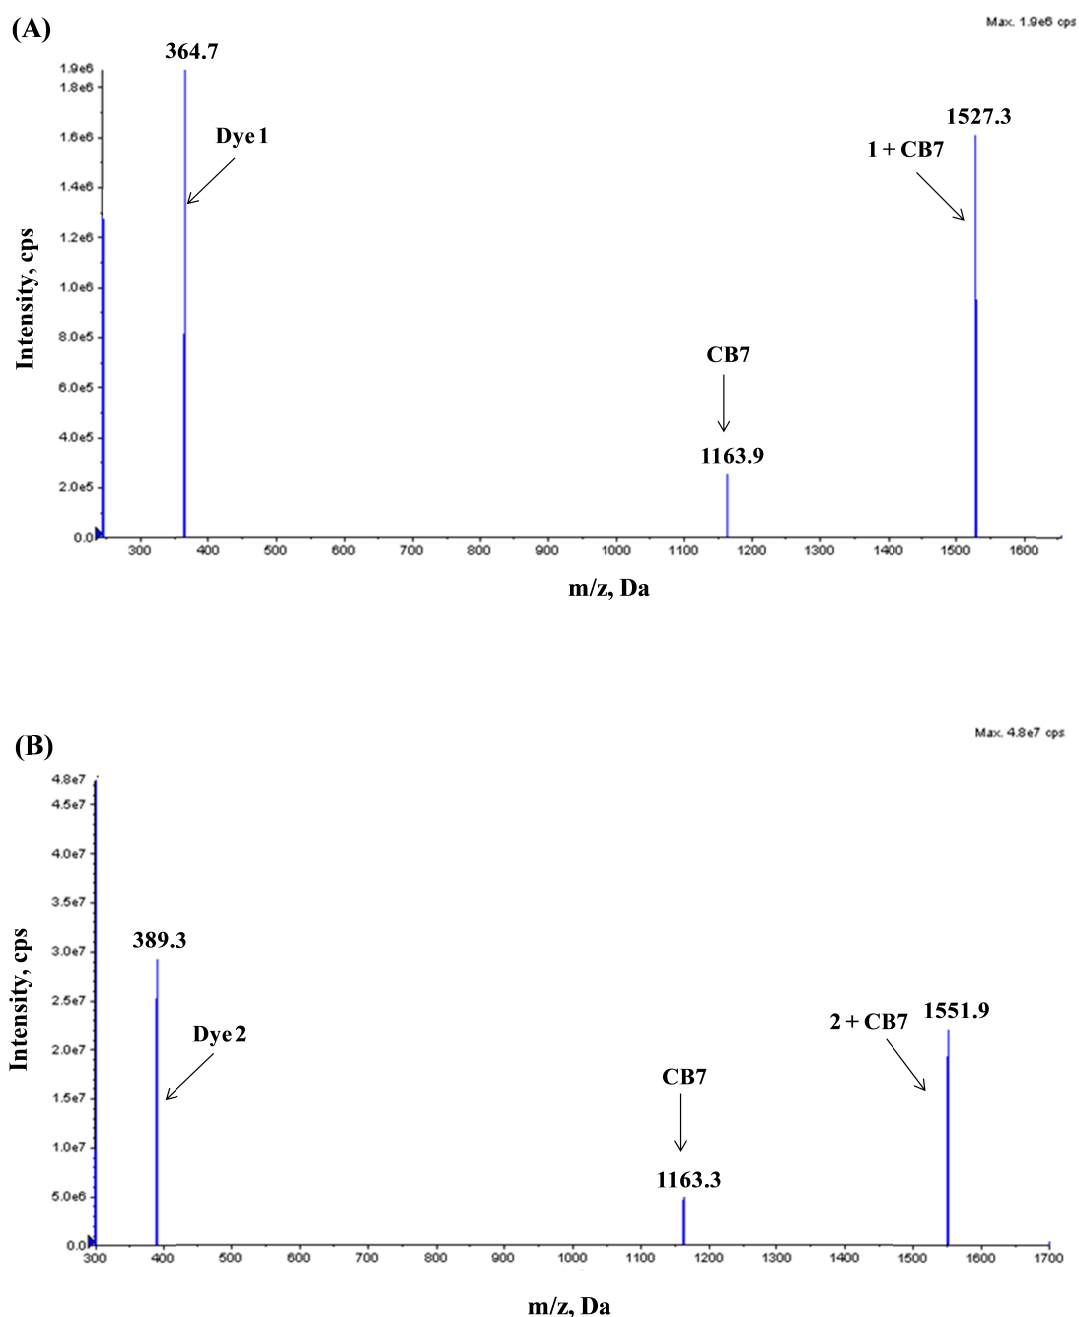 (A)
Max. 1.9e6 cps
364.7
1.9e6
1.8e6
1.6e6
1.4e6
1.2e6
1.0e6
8.0e5
6.0e5
4.0e5
2.0e5
0.0
Intensity, cps
Dye 1
1527.3
1 + CB7
CB7
1163.9
300 400 500 600 700 800 900 1000 1100 1200 1300 1400 1500 1600
m/z, Da
(B)
Max. 4.8e7 cps
4.8e7
4.5e7
4.0e7
3.5e7
3.0e7
2.5e7
2.0e7
1.5e7
1.0e7
5.0e6
0.0
Intensity, cps
389.3
Dye 2
2 + CB7
1551.9
CB7
1163.3
300 400 500 600 700 800 900 1000 1100 1200 1300 1400 1500 1600 1700
m/z, Da